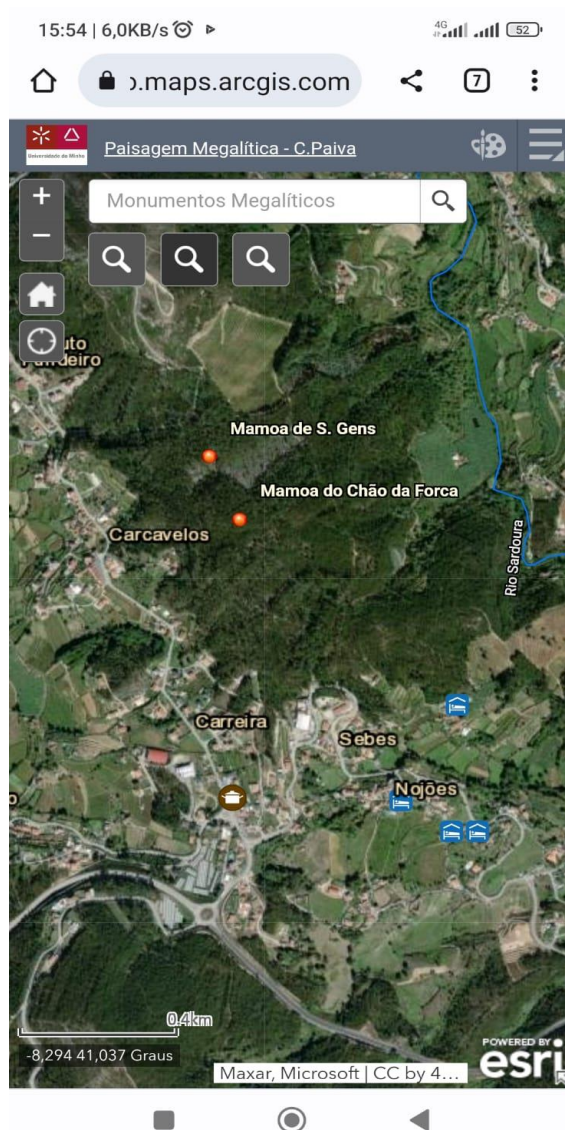 15:54 | 6,0KB/s
4G
52
o.maps.arcgis.com
7
Universidade do Minho
Paisagem Megalítica - C.Paiva
+
Monumentos Megalíticos
−
uto
Mamoa de S. Gens
Mamoa do Chão da Forca
Carcavelos
Rio Sardoura
Carreira
Sebes
Nojões
0.4km
-8,294 41,037 Graus
POWERED BY
esri
Maxar, Microsoft | CC by 4…